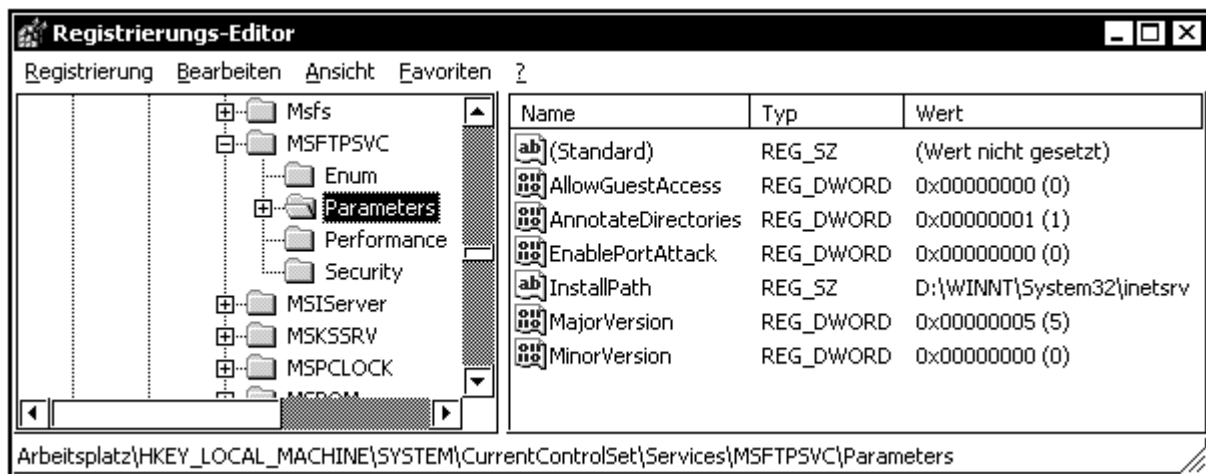 Registrierungs-Editor
Registrierung Bearbeiten Ansicht Favoriten ?
Msfs
MSFTPSVC
Enum
Parameters
Performance
Security
MSIServer
MSKSSRV
MSPCLOCK
Name Typ Wert
(Standard) REG_SZ (Wert nicht gesetzt)
AllowGuestAccess REG_DWORD 0x00000000 (0)
AnnotateDirectories REG_DWORD 0x00000001 (1)
EnablePortAttack REG_DWORD 0x00000000 (0)
InstallPath REG_SZ D:\WINNT\System32\inetsrv
MajorVersion REG_DWORD 0x00000005 (5)
MinorVersion REG_DWORD 0x00000000 (0)
Arbeitsplatz\HKEY_LOCAL_MACHINE\SYSTEM\CurrentControlSet\Services\MSFTPSVC\Parameters